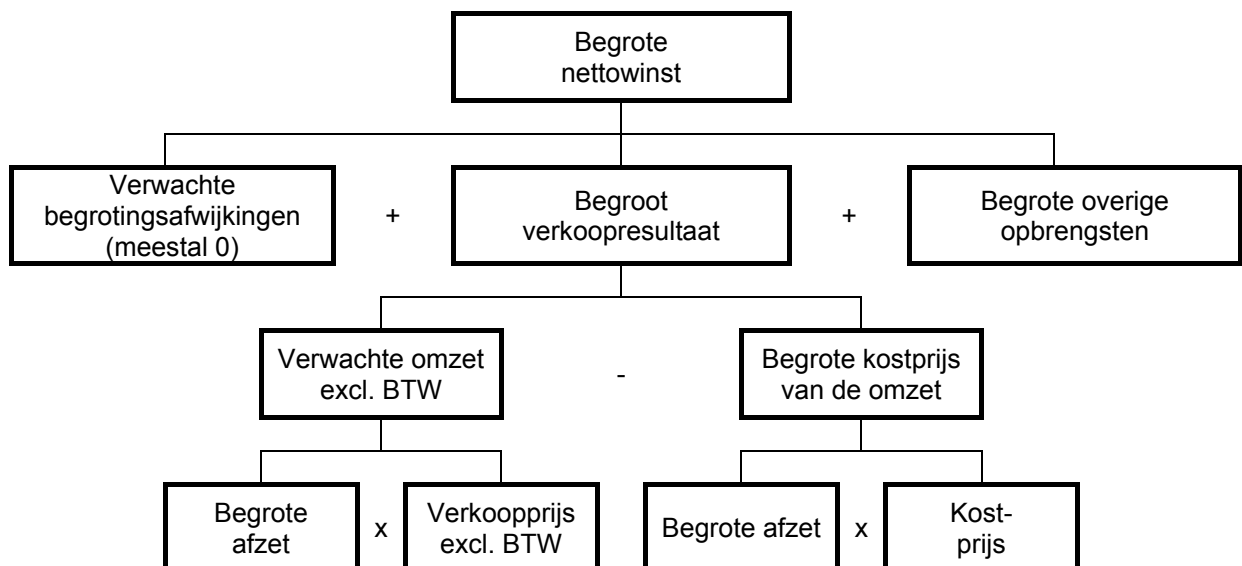 Begrote
nettowinst
Verwachte
begrotingsafwijkingen
(meestal 0)
+
Begroot
verkoopresultaat
+
Begrote overige
opbrengsten
Verwachte omzet
excl. BTW
-
Begrote kostprijs
van de omzet
Begrote
afzet
x
Verkoopprijs
excl. BTW
Begrote afzet
x
Kost-
prijs